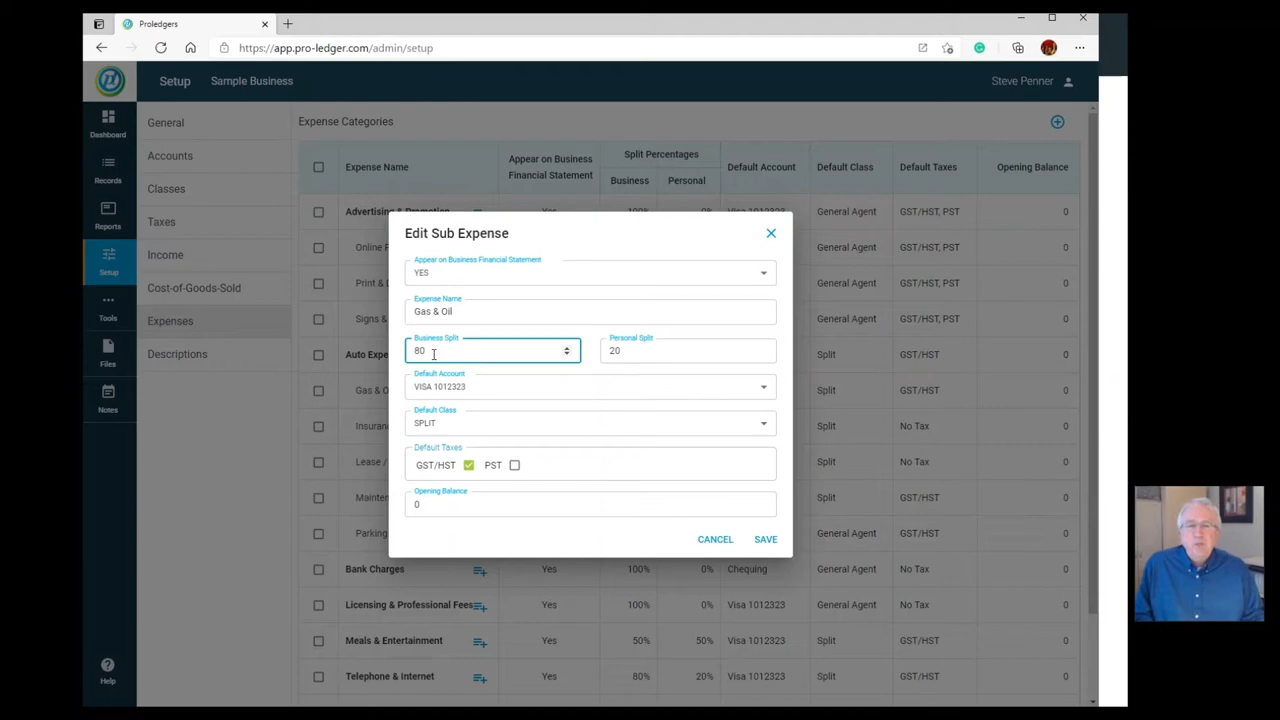 Proledgers
https://app.pro-ledger.com/admin/setup
Setup
Sample Business
Steve Penner
Dashboard
Records
Reports
Setup
Tools
Files
Notes
Help
General
Accounts
Classes
Taxes
Income
Cost-of-Goods-Sold
Expenses
Descriptions
Expense Categories
Expense Name
Appear on Business
Financial Statement
Split Percentages
Business
Personal
Default Account
Default Class
Default Taxes
Opening Balance
Advertising & Promotion Yes 100% 0% Visa 1012323 General Agent GST/HST, PST 0
Online General Agent GST/HST, PST 0
Print & General Agent GST/HST, PST 0
Signs & General Agent GST/HST, PST 0
Auto Expe Split GST/HST 0
Gas & O Split GST/HST 0
Insuran Split No Tax 0
Lease / Split No Tax 0
Mainten Split GST/HST 0
Parking General Agent GST/HST 0
Bank Charges Yes 100% 0% Chequing General Agent No Tax 0
Licensing & Professional Fees Yes 100% 0% Visa 1012323 General Agent No Tax 0
Meals & Entertainment Yes 50% 50% Visa 1012323 Split GST/HST 0
Telephone & Internet Yes 80% 20% Visa 1012323 Split GST/HST 0
Edit Sub Expense
Appear on Business Financial Statement
YES
Expense Name
Gas & Oil
Business Split
80
Personal Split
20
Default Account
VISA 1012323
Default Class
SPLIT
Default Taxes
GST/HST PST
Opening Balance
0
CANCEL SAVE